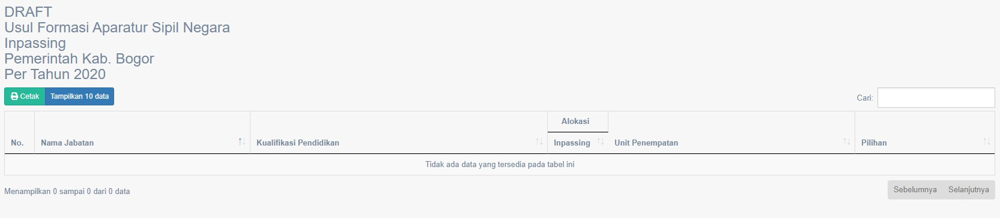 DRAFT
Usul Formasi Aparatur Sipil Negara
Inpassing
Pemerintah Kab. Bogor
Per Tahun 2020
Cetak Tampilkan 10 data
Cari:
Alokasi
No. Nama Jabatan Kualifikasi Pendidikan Inpassing Unit Penempatan Pilihan
Tidak ada data yang tersedia pada tabel ini
Menampilkan 0 sampai 0 dari 0 data
Sebelumnya Selanjutnya